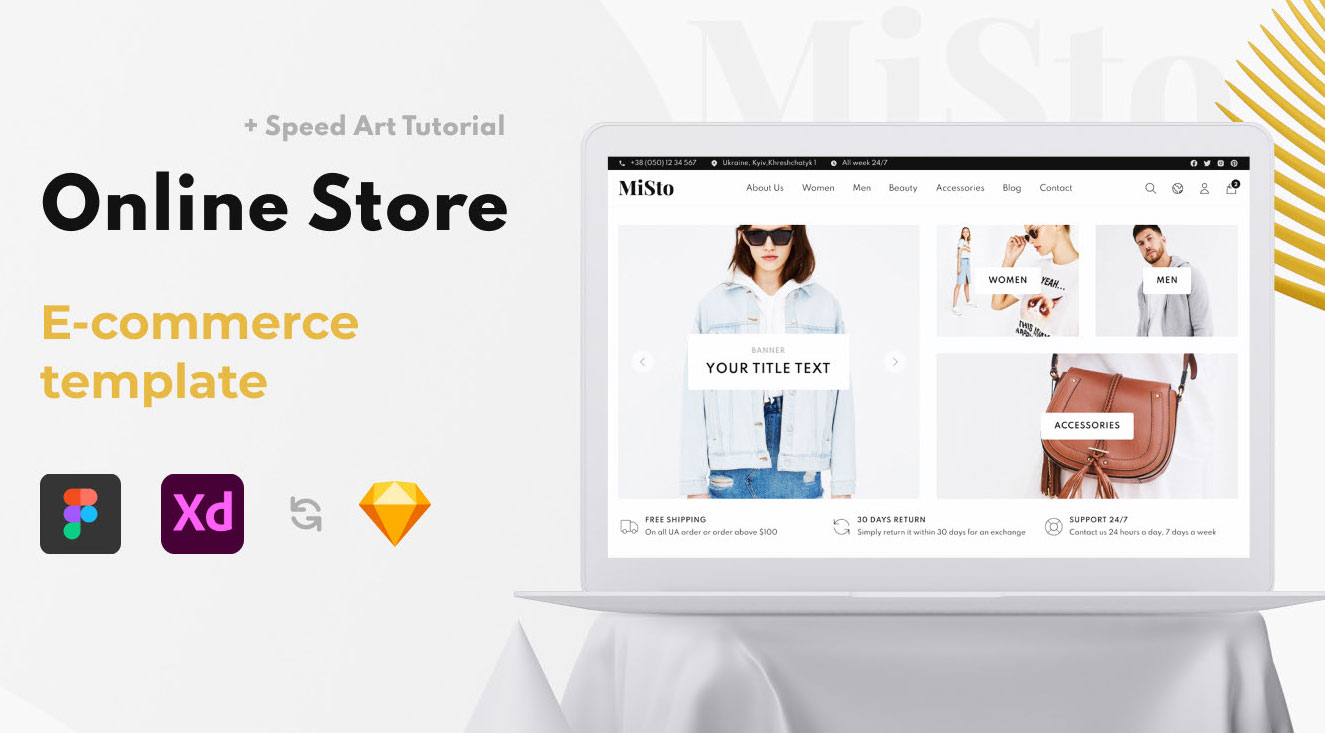 MiSto
+ Speed Art Tutorial
Online Store
E-commerce
template
Xd
+38 (050) 12 34 567
Ukraine, Kyiv,Khreshchatyk 1
All week 24/7
MiSto
About Us
Women
Men
Beauty
Accessories
Blog
Contact
2
BANNER
YOUR TITLE TEXT
WOMEN
YEAH...
MEN
ACCESSORIES
FREE SHIPPING
On all UA order or order above $100
30 DAYS RETURN
Simply return it within 30 days for an exchange
SUPPORT 24/7
Contact us 24 hours a day, 7 days a week